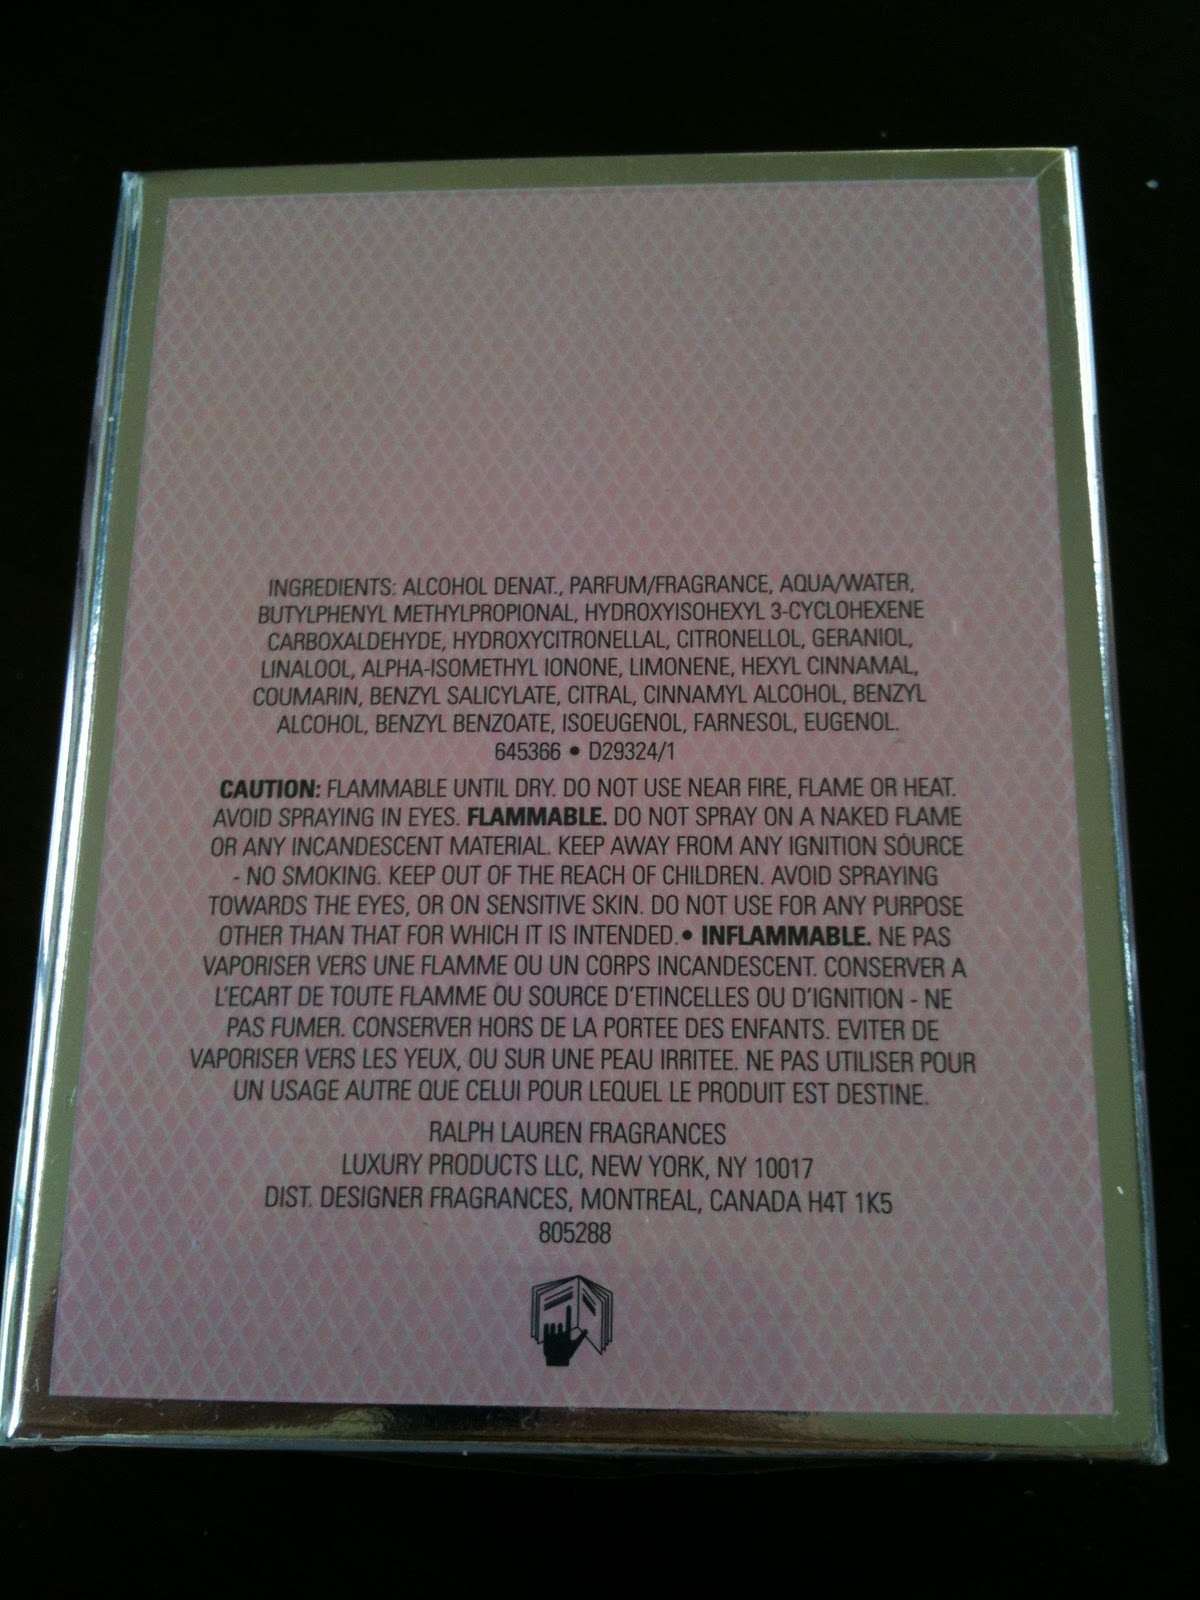 INGREDIENTS: ALCOHOL DENAT., PARFUM/FRAGRANCE, AQUA/WATER,
BUTYLPHENYL METHYLPROPIONAL, HYDROXYISOHEXYL 3-CYCLOHEXENE
CARBOXALDEHYDE, HYDROXYCITRONELLAL, CITRONELLOL, GERANIOL,
LINALOOL, ALPHA-ISOMETHYL IONONE, LIMONENE, HEXYL CINNAMAL,
COUMARIN, BENZYL SALICYLATE, CITRAL, CINNAMYL ALCOHOL, BENZYL
ALCOHOL, BENZYL BENZOATE, ISOEUGENOL, FARNESOL, EUGENOL.
645366 • D29324/1
CAUTION: FLAMMABLE UNTIL DRY. DO NOT USE NEAR FIRE, FLAME OR HEAT.
AVOID SPRAYING IN EYES. FLAMMABLE. DO NOT SPRAY ON A NAKED FLAME
OR ANY INCANDESCENT MATERIAL. KEEP AWAY FROM ANY IGNITION SOURCE
- NO SMOKING. KEEP OUT OF THE REACH OF CHILDREN. AVOID SPRAYING
TOWARDS THE EYES, OR ON SENSITIVE SKIN. DO NOT USE FOR ANY PURPOSE
OTHER THAN THAT FOR WHICH IT IS INTENDED. • INFLAMMABLE. NE PAS
VAPORISER VERS UNE FLAMME OU UN CORPS INCANDESCENT. CONSERVER A
L'ECART DE TOUTE FLAMME OU SOURCE D'ETINCELLES OU D'IGNITION - NE
PAS FUMER. CONSERVER HORS DE LA PORTEE DES ENFANTS. EVITER DE
VAPORISER VERS LES YEUX, OU SUR UNE PEAU IRRITEE. NE PAS UTILISER POUR
UN USAGE AUTRE QUE CELUI POUR LEQUEL LE PRODUIT EST DESTINE.
RALPH LAUREN FRAGRANCES
LUXURY PRODUCTS LLC, NEW YORK, NY 10017
DIST. DESIGNER FRAGRANCES, MONTREAL, CANADA H4T 1K5
805288